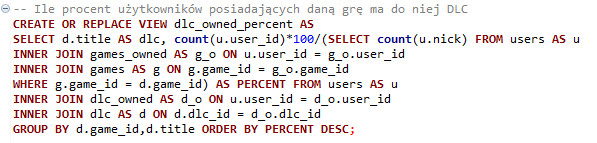 -- Ile procent użytkowników posiadających daną grę ma do niej DLC
CREATE OR REPLACE VIEW dlc_owned_percent AS
SELECT d.title AS dlc, count(u.user_id)*100/(SELECT count(u.nick) FROM users AS u
INNER JOIN games_owned AS g_o ON u.user_id = g_o.user_id
INNER JOIN games AS g ON g.game_id = g_o.game_id
WHERE g.game_id = d.game_id) AS PERCENT FROM users AS u
INNER JOIN dlc_owned AS d_o ON u.user_id = d_o.user_id
INNER JOIN dlc AS d ON d.dlc_id = d_o.dlc_id
GROUP BY d.game_id,d.title ORDER BY PERCENT DESC;